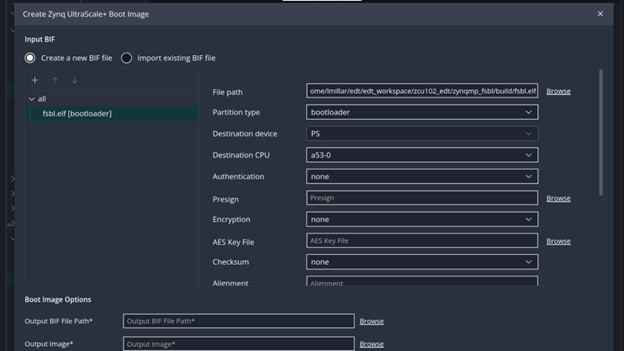 Create Zynq UltraScale+ Boot Image
Input BIF
Create a new BIF file Import existing BIF file
all
fsbl.elf [bootloader]
File path ome/lmillar/edt/edt_workspace/zcu102_edt/zynqmp_fsbl/build/fsbl.elf Browse
Partition type bootloader
Destination device PS
Destination CPU a53-0
Authentication none
Presign Presign Browse
Encryption none
AES Key File AES Key File Browse
Checksum none
Alignment Alignment
Boot Image Options
Output BIF File Path* Output BIF File Path* Browse
Output Image* Output Image* Browse